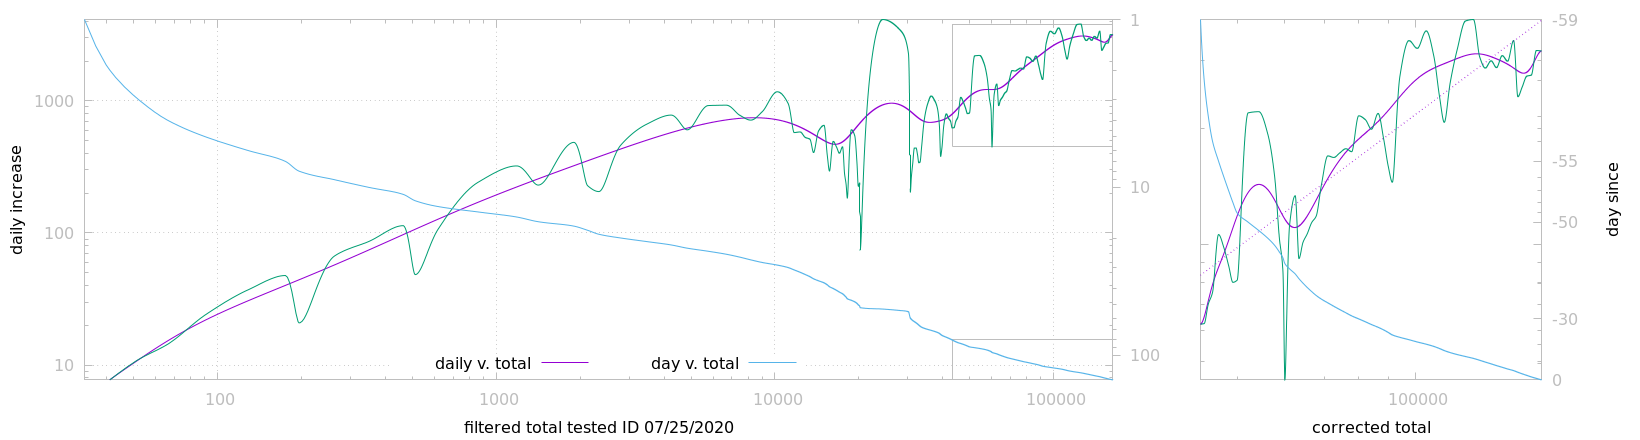 daily increase
1000
100
10
100
1000
10000
100000
1
10
100
daily v. total
day v. total
filtered total tested ID 07/25/2020
-59
-55
-50
-30
0
day since
100000
corrected total